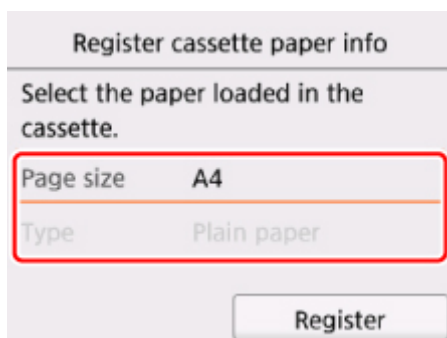 Register cassette paper info
Select the paper loaded in the
cassette.
Page size A4
Type Plain paper
Register